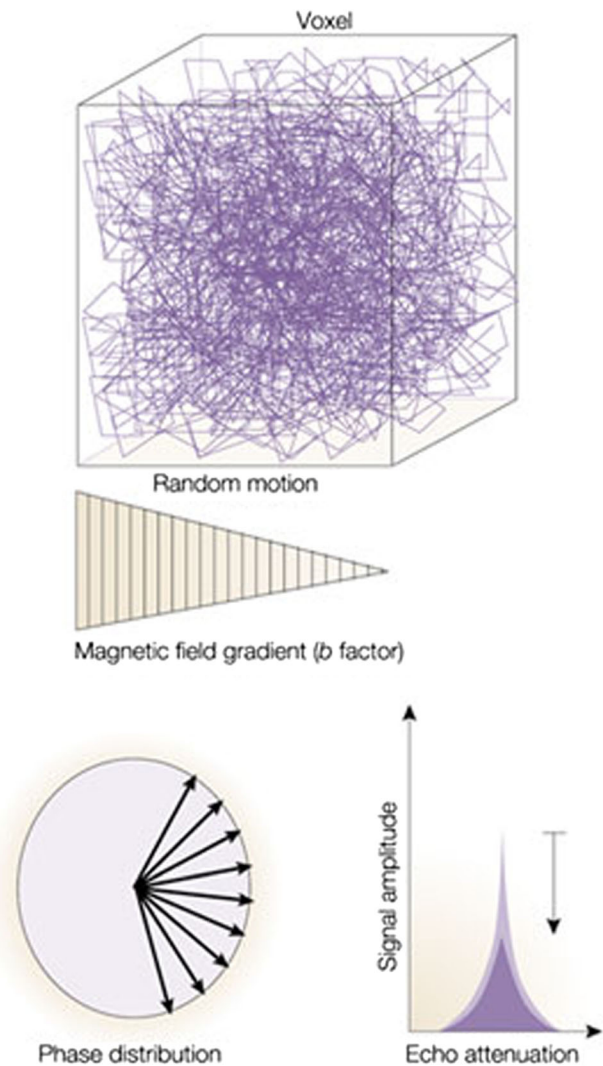 Voxel
Random motion
Magnetic field gradient (b factor)
Signal amplitude
Phase distribution
Echo attenuation